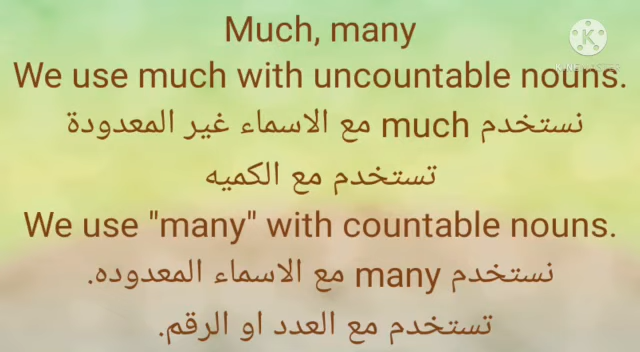 Much, many
We use much with uncountable nouns.
نستخدم much مع الاسماء غير المعدودة
تستخدم مع الكميه
We use "many" with countable nouns.
نستخدم many مع الاسماء المعدوده.
تستخدم مع العدد او الرقم.